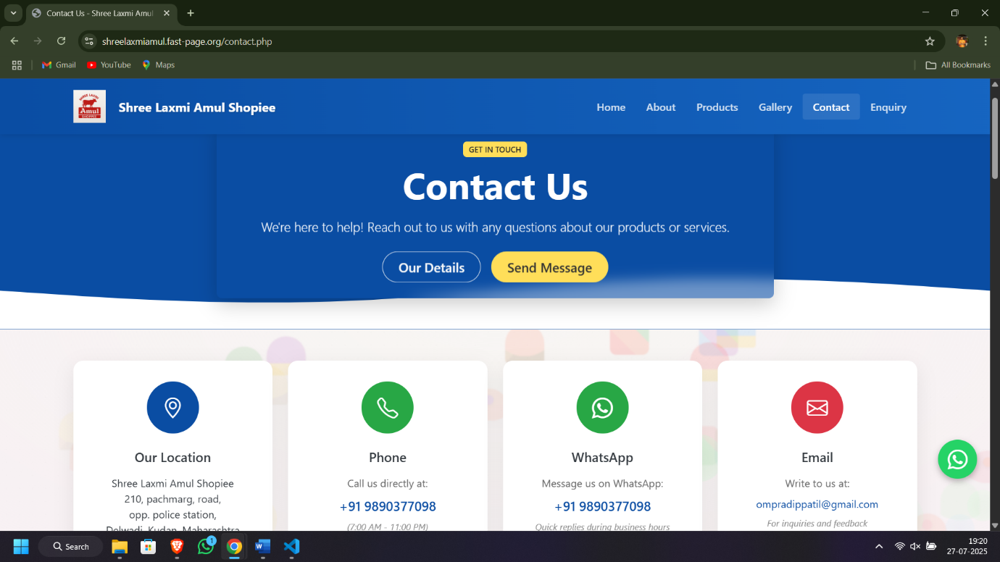 Contact Us - Shree Laxmi Amul
shreelaxmiamul.fast-page.org/contact.php
Gmail
YouTube
Maps
All Bookmarks
SHREE LAXMI
Amul
SHOPPEE
Shree Laxmi Amul Shopiee
Home
About
Products
Gallery
Contact
Enquiry
GET IN TOUCH
Contact Us
We're here to help! Reach out to us with any questions about our products or services.
Our Details
Send Message
Our Location
Shree Laxmi Amul Shopiee
210, pachmarg, road,
opp. police station,
Delwadi, Kudan, Maharashtra
Phone
Call us directly at:
+91 9890377098
(7:00 AM - 11:00 PM)
WhatsApp
Message us on WhatsApp:
+91 9890377098
Quick replies during business hours
Email
Write to us at:
ompradippatil@gmail.com
For inquiries and feedback
Search
1
19:20
27-07-2025